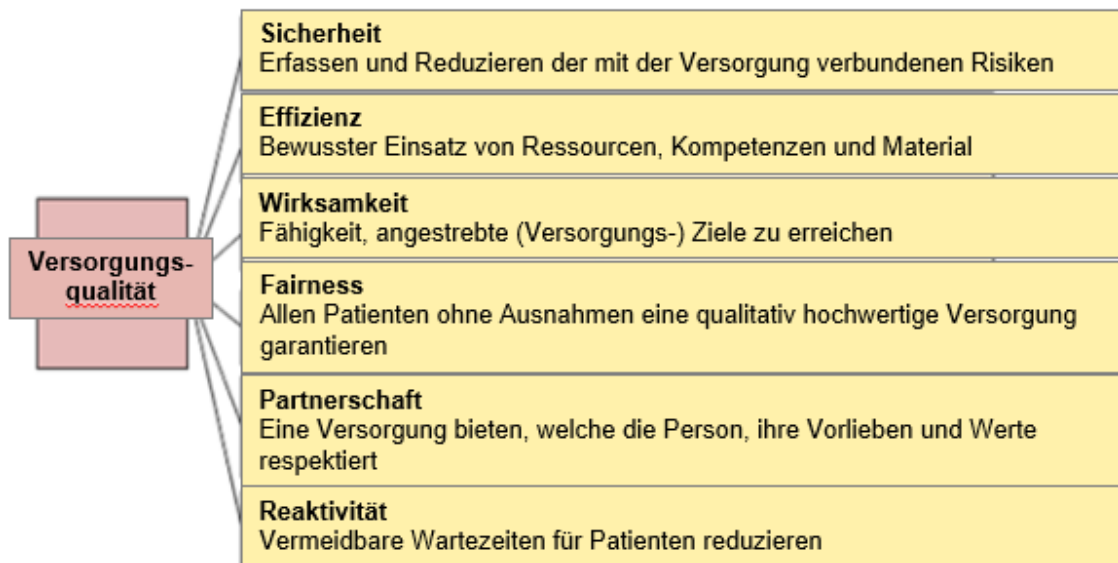 Sicherheit
Erfassen und Reduzieren der mit der Versorgung verbundenen Risiken
Effizienz
Bewusster Einsatz von Ressourcen, Kompetenzen und Material
Wirksamkeit
Fähigkeit, angestrebte (Versorgungs-) Ziele zu erreichen
Versorgungs-
qualität
Fairness
Allen Patienten ohne Ausnahmen eine qualitativ hochwertige Versorgung
garantieren
Partnerschaft
Eine Versorgung bieten, welche die Person, ihre Vorlieben und Werte
respektiert
Reaktivität
Vermeidbare Wartezeiten für Patienten reduzieren